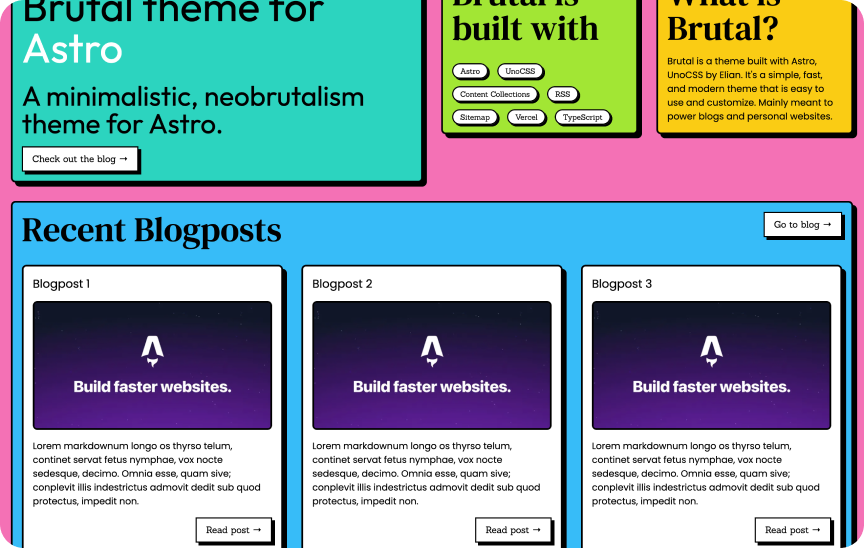 Brutal theme for
Astro
A minimalistic, neobrutalism
theme for Astro.
Check out the blog →
Brutal is
built with
Astro
UnoCSS
Content Collections
RSS
Sitemap
Vercel
TypeScript
What is
Brutal?
Brutal is a theme built with Astro,
UnoCSS by Elian. It's a simple, fast,
and modern theme that is easy to
use and customize. Mainly meant to
power blogs and personal websites.
Recent Blogposts
Go to blog →
Blogpost 1
Build faster websites.
Lorem markdownum longo os thyrso telum,
continet servat fetus nymphae, vox nocte
sedesque, decimo. Omnia esse, quam sive;
conplevit illis indestrictus admovit dedit sub quod
protectus, impedit non.
Read post →
Blogpost 2
Build faster websites.
Lorem markdownum longo os thyrso telum,
continet servat fetus nymphae, vox nocte
sedesque, decimo. Omnia esse, quam sive;
conplevit illis indestrictus admovit dedit sub quod
protectus, impedit non.
Read post →
Blogpost 3
Build faster websites.
Lorem markdownum longo os thyrso telum,
continet servat fetus nymphae, vox nocte
sedesque, decimo. Omnia esse, quam sive;
conplevit illis indestrictus admovit dedit sub quod
protectus, impedit non.
Read post →